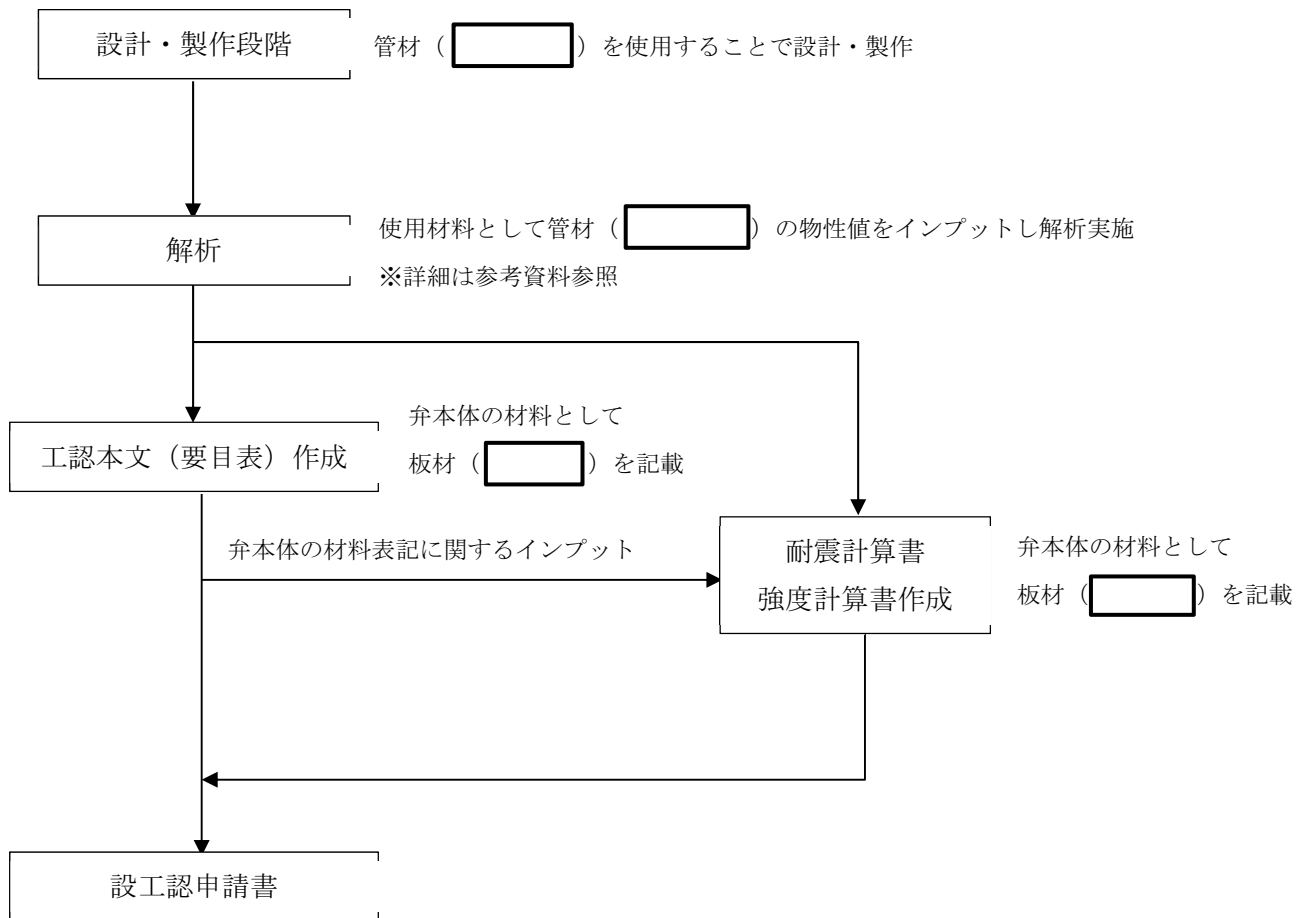 設計・製作段階
管材（　　　）を使用することで設計・製作
解析
使用材料として管材（　　　）の物性値をインプットし解析実施
※詳細は参考資料参照
工認本文（要目表）作成
弁本体の材料として
板材（　　　）を記載
弁本体の材料表記に関するインプット
耐震計算書
強度計算書作成
弁本体の材料として
板材（　　　）を記載
設工認申請書